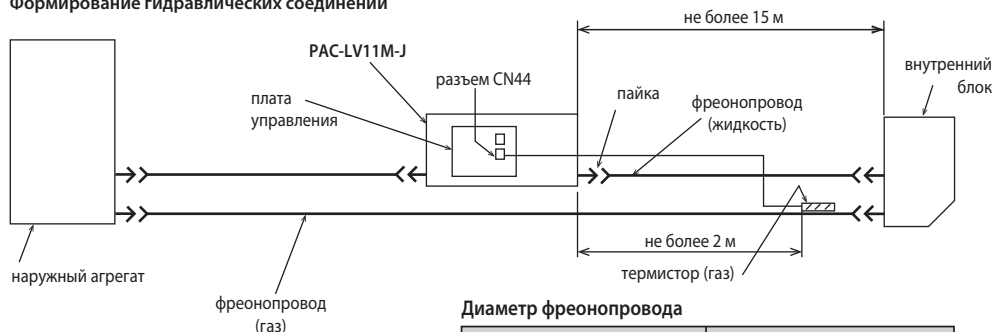 Формирование гидравлических соединений
не более 15 м
PAC-LV11M-J
разъем CN44
внутренний
блок
пайка
плата
управления
фреонопровод
(жидкость)
не более 2 м
термистор (газ)
наружный агрегат
фреонопровод
(газ)
Диаметр фреонопровода